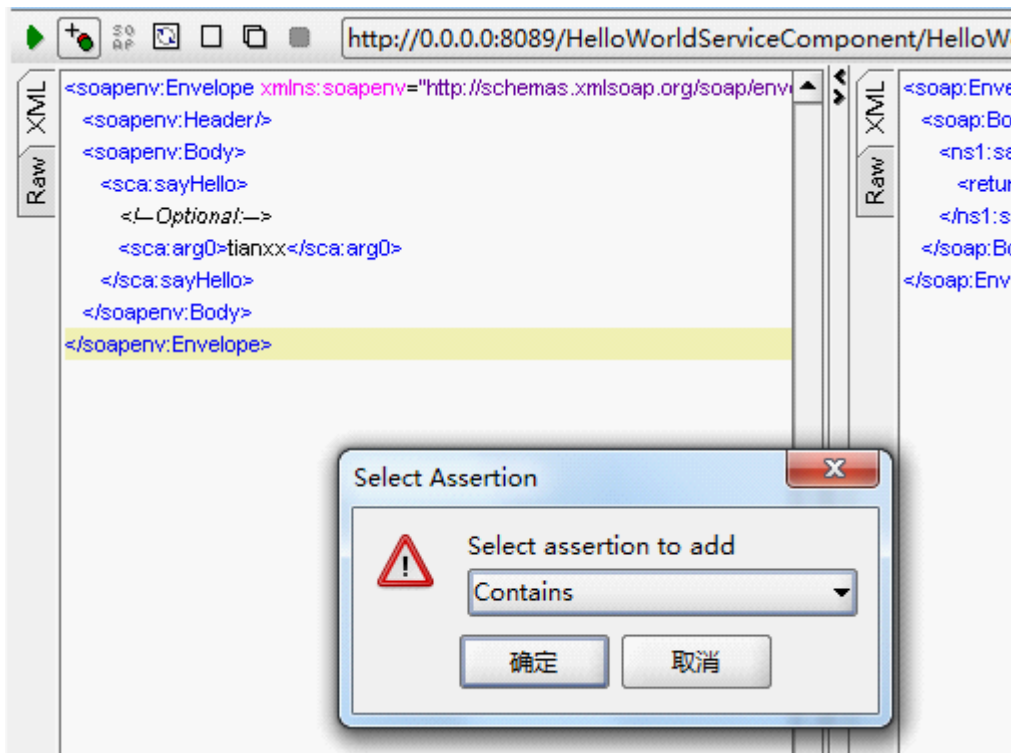 SO
AP
http://0.0.0.0:8089/HelloWorldServiceComponent/HelloW
XML
Raw
<soapenv:Envelope xmlns:soapenv="http://schemas.xmlsoap.org/soap/env
<soapenv:Header/>
<soapenv:Body>
<sca:sayHello>
<!--Optional:-->
<sca:arg0>tianxx</sca:arg0>
</sca:sayHello>
</soapenv:Body>
</soapenv:Envelope>
XML
Raw
<soap:Enve
<soap:Bo
<ns1:sa
<retur
</ns1:s
</soap:Bo
</soap:Env
Select Assertion
Select assertion to add
Contains
确定
取消